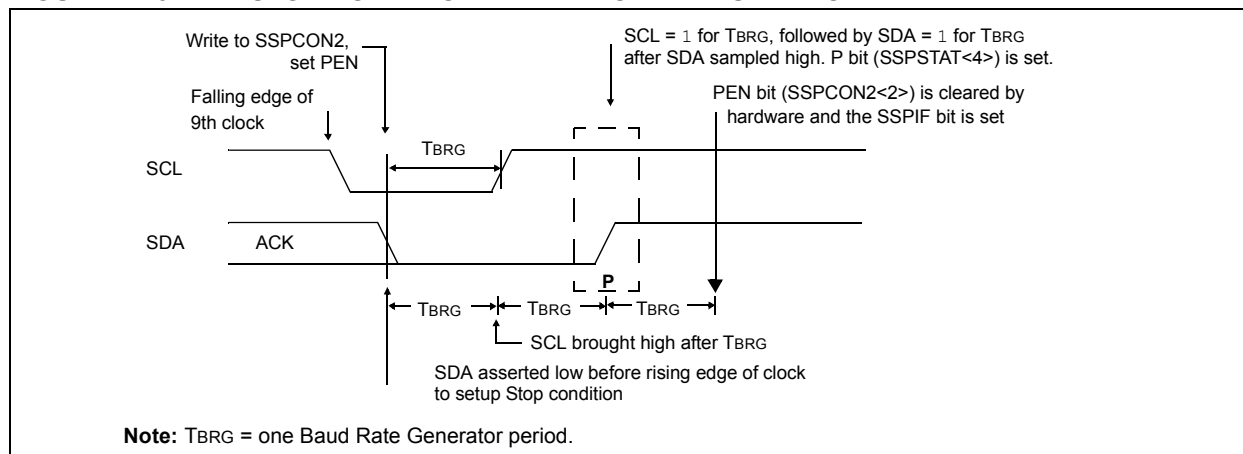 Write to SSPCON2,
set PEN
SCL = 1 for TBRG, followed by SDA = 1 for TBRG
after SDA sampled high. P bit (SSPSTAT<4>) is set.
Falling edge of
9th clock
PEN bit (SSPCON2<2>) is cleared by
hardware and the SSPIF bit is set
TBRG
SCL
SDA
ACK
P
TBRG
TBRG
TBRG
SCL brought high after TBRG
SDA asserted low before rising edge of clock
to setup Stop condition
Note: TBRG = one Baud Rate Generator period.